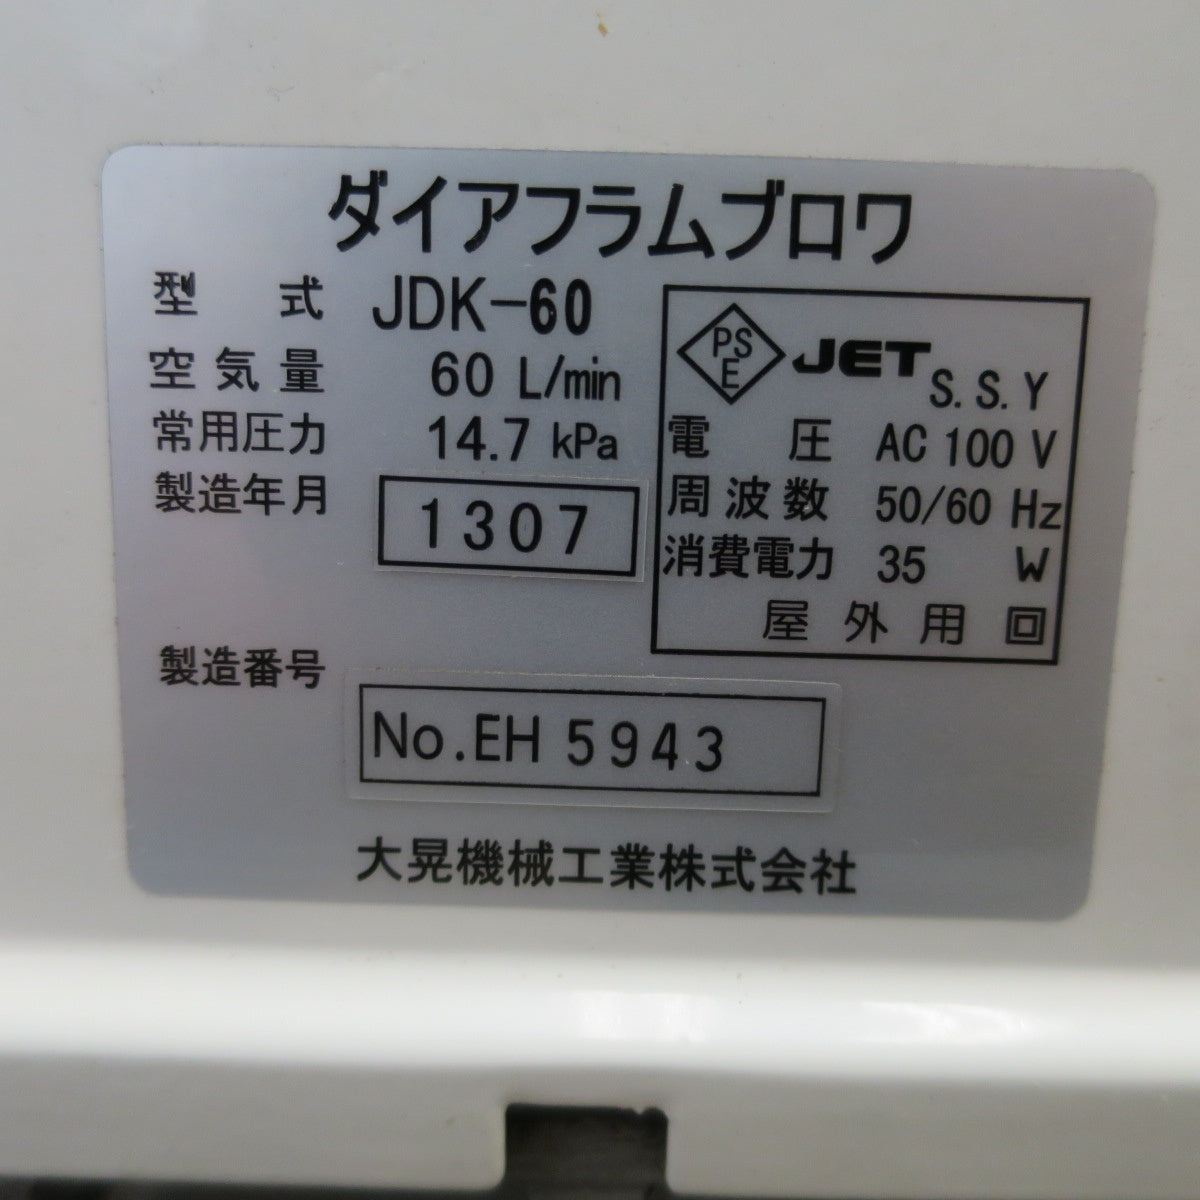 ダイアフラムブロワ
型式 JDK-60
空気量 60 L/min
常用圧力 14.7 kPa
製造年月 1307
製造番号
No.EH 5943
PSE JET S.S.Y
電圧 AC 100 V
周波数 50/60 Hz
消費電力 35 W
屋外用 回
大晃機械工業株式会社